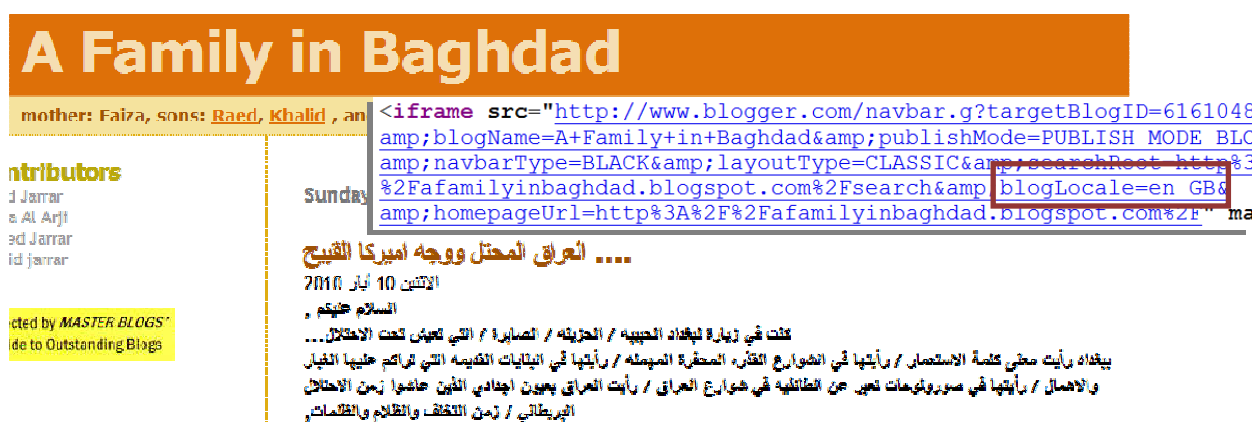 A Family in Baghdad
mother: Faiza, sons: Raed, Khalid , an
<iframe src="http://www.blogger.com/navbar.g?targetBlogID=6161048
amp;blogName=A+Family+in+Baghdad&amp;publishMode=PUBLISH_MODE_BLO
amp;navbarType=BLACK&amp;layoutType=CLASSIC&amp;searchRoot=http%3
%2Fafamilyinbaghdad.blogspot.com%2Fsearch&amp;blogLocale=en_GB&
amp;homepageUrl=http%3A%2F%2Fafamilyinbaghdad.blogspot.com%2F" ma
ntributors
d Jarrar
a Al Arji
ed Jarrar
id jarrar
cted by MASTER BLOGS'
ide to Outstanding Blogs
Sunday
.... العراق المحتل ووجه اميركا القبيح
الاثنين 10 أيار 2010
السلام عليكم ,
كنت في زيارة لبغداد الحبيبه / الحزينه / الصابرة / التي تعيش تحت الاحتلال...
ببغداد رأيت معنى كلمة الاستعمار / رأيتها في الشوارع القذره المحفرة المهمله / رأيتها في البنايات القديمه التي تراكم عليها الغبار
والاهمال / رأيتها في صور ولوحات تعبر عن الطائفيه في شوارع العراق / رأيت العراق بعيون اجدادي الذين عاشوا زمن الاحتلال
البريطاني / زمن التخلف والظلام والظلمات,